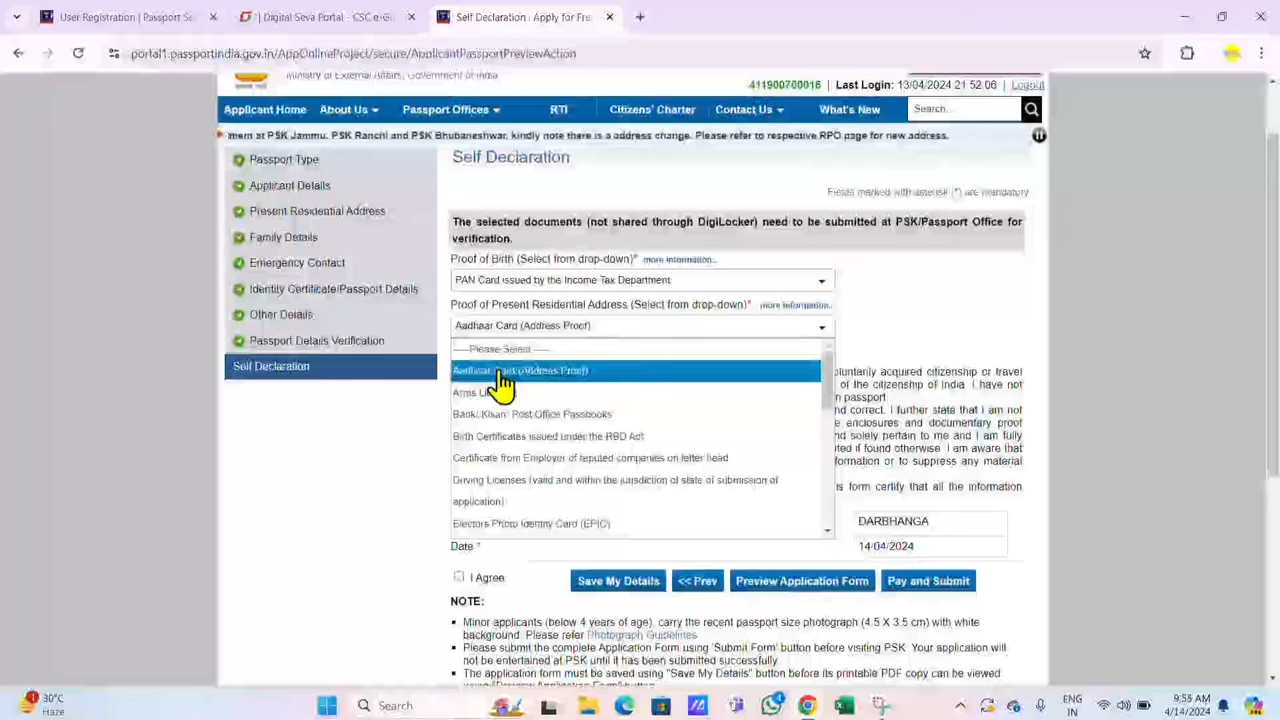 User Registration | Passport Se
| Digital Seva Portal - CSC e-Gi
Self Declaration | Apply for Fre
portal1.passportindia.gov.in/AppOnlineProject/secure/ApplicantPassportPreviewAction
Ministry of External Affairs, Government of India
411900700016 | Last Login: 13/04/2024 21 52.06 | Logout
Applicant Home About Us Passport Offices RTI Citizens' Charter Contact Us What's New Search...
ment at PSK Jammu, PSK Ranchi and PSK Bhubaneshwar, kindly note there is a address change. Please refer to respective RPO page for new address.
Passport Type
Applicant Details
Present Residential Address
Family Details
Emergency Contact
Identity Certificate/Passport Details
Other Details
Passport Details Verification
Self Declaration
Self Declaration
Fields marked with asterisk (*) are mandatory
The selected documents (not shared through DigiLocker) need to be submitted at PSK/Passport Office for
verification.
Proof of Birth (Select from drop-down)* more information..
PAN Card issued by the Income Tax Department
Proof of Present Residential Address (Select from drop-down)* more information..
Aadhaar Card (Address Proof)
-----Please Select -----
Aadhaar Card (Address Proof)
Arms
Bank/ Kisan/ Post Office Passbooks
Birth Certificates issued under the RBD Act
Certificate from Employer of reputed companies on letter head
Driving Licenses (valid and within the jurisdiction of state of submission of
application)
Electors Photo Identity Card (EPIC)
luntarily acquired citizenship or travel
of the citizenship of India. I have not
n passport
nd correct. I further state that I am not
e enclosures and documentary proof
nd solely pertain to me and I am fully
ted if found otherwise. I am aware that
formation or to suppress any material
is form certify that all the information
DARBHANGA
Date *
14/04/2024
I Agree
Save My Details << Prev Preview Application Form Pay and Submit
NOTE:
Minor applicants (below 4 years of age), carry the recent passport size photograph (4.5 X 3.5 cm) with white
background. Please refer Photograph Guidelines
Please submit the complete Application Form using 'Submit Form' button before visiting PSK. Your application will
not be entertained at PSK until it has been submitted successfully
The application form must be saved using "Save My Details" button before its printable PDF copy can be viewed
30°C
Haze
Search
4
ENG
IN
9:55 AM
4/14/2024